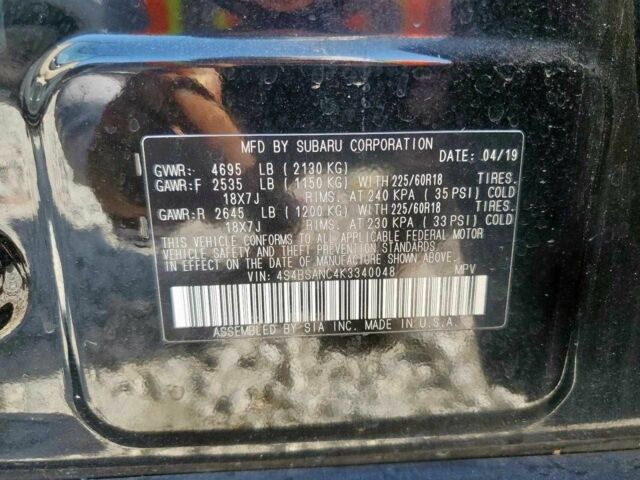 MFD BY SUBARU CORPORATION DATE: 04/19
GVWR: 4695 LB ( 2130 KG)
GAWR:F 2535 LB ( 1150 KG) WITH 225/60R18 TIRES.
18X7J RIMS. AT 240 KPA ( 35 PSI) COLD
GAWR:R 2645 LB ( 1200 KG) WITH 225/60R18 TIRES.
18X7J RIMS. AT 230 KPA ( 33 PSI) COLD
THIS VEHICLE CONFORMS TO ALL APPLICABLE FEDERAL MOTOR
VEHICLE SAFETY AND THEFT PREVENTION STANDARDS
IN EFFECT ON THE DATE OF MANUFACTURE SHOWN ABOVE.
VIN: 4S4BSANC4K3340048 MPV
ASSEMBLED BY SIA INC. MADE IN U.S.A.